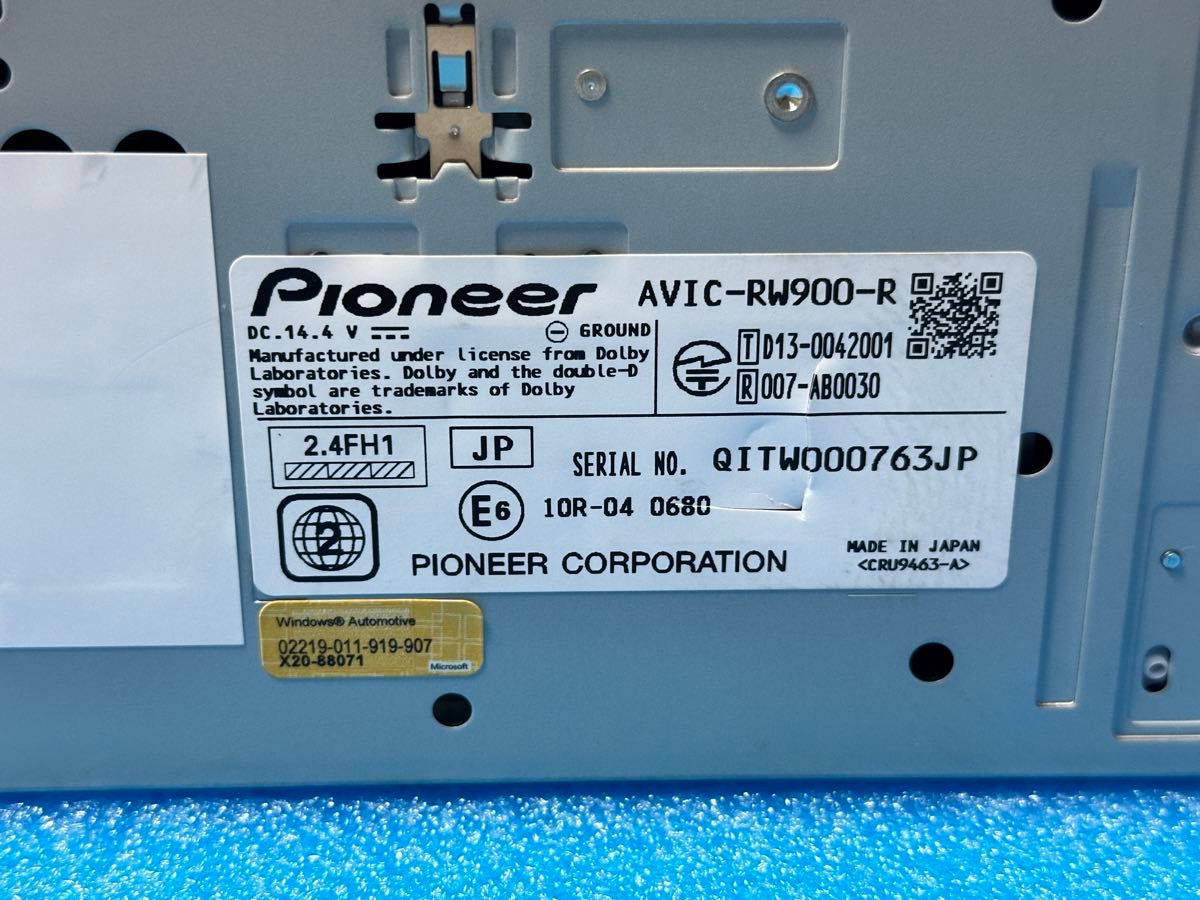 Pioneer
AVIC-RW900-R
DC.14.4 V
GROUND
Manufactured under license from Dolby
Laboratories. Dolby and the double-D
symbol are trademarks of Dolby
Laboratories.
T D13-0042001
R 007-AB0030
2.4FH1
JP
SERIAL NO. QITW000763JP
E6 10R-04 0680
2
PIONEER CORPORATION
MADE IN JAPAN
<CRU9463-A>
Windows® Automotive
02219-011-919-907
X20-88071
Microsoft